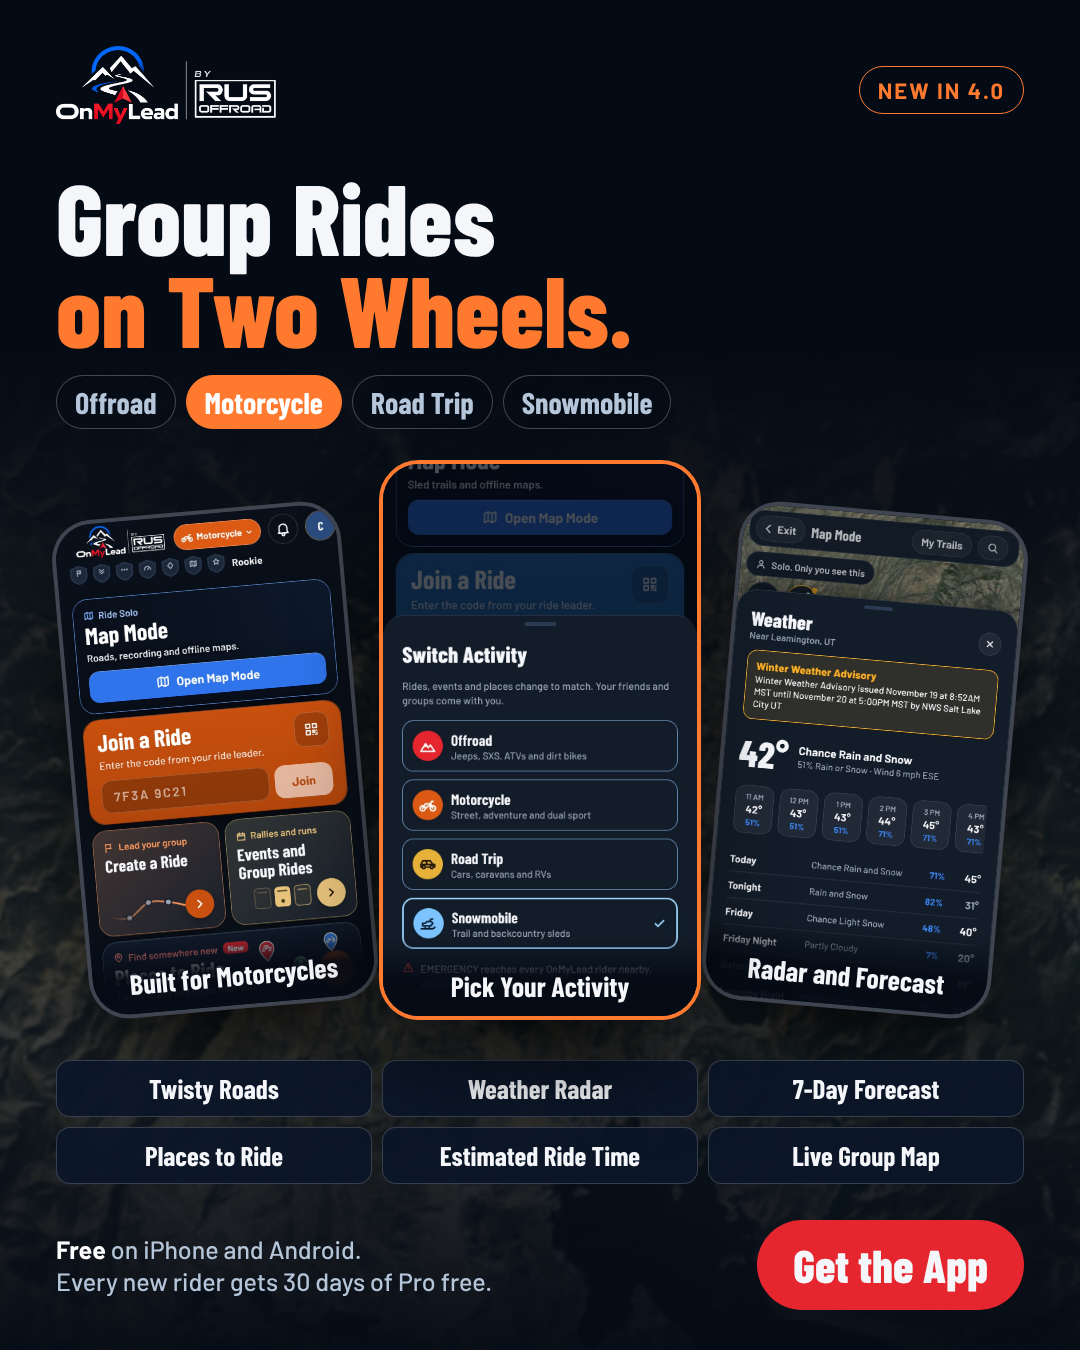 OnMyLead
BY
RUS
OFFROAD
NEW IN 4.0
Group Rides
on Two Wheels.
Offroad
Motorcycle
Road Trip
Snowmobile
OnMyLead
BY
RUS
OFFROAD
Motorcycle
C
Rookie
Ride Solo
Map Mode
Roads, recording and offline maps.
Open Map Mode
Join a Ride
Enter the code from your ride leader.
7F3A 9C21
Join
Lead your group
Create a Ride
Rallies and runs
Events and
Group Rides
Find somewhere new
New
Built for Motorcycles
Map Mode
Sled trails and offline maps.
Open Map Mode
Join a Ride
Enter the code from your ride leader.
Switch Activity
Rides, events and places change to match. Your friends and
groups come with you.
Offroad
Jeeps, SXS, ATVs and dirt bikes
Motorcycle
Street, adventure and dual sport
Road Trip
Cars, caravans and RVs
Snowmobile
Trail and backcountry sleds
EMERGENCY reaches every OnMyLead rider nearby,
Pick Your Activity
Exit
Map Mode
My Trails
Solo. Only you see this
Weather
Near Leamington, UT
Winter Weather Advisory
Winter Weather Advisory issued November 19 at 8:52AM
MST until November 20 at 5:00PM MST by NWS Salt Lake
City UT
42°
Chance Rain and Snow
51% Rain or Snow · Wind 6 mph ESE
11 AM
42°
51%
12 PM
43°
51%
1 PM
43°
51%
2 PM
44°
71%
3 PM
45°
71%
4 PM
43°
71%
Today
Chance Rain and Snow
71%
45°
Tonight
Rain and Snow
82%
31°
Friday
Chance Light Snow
48%
40°
Friday Night
Partly Cloudy
7%
20°
Radar and Forecast
Twisty Roads
Weather Radar
7-Day Forecast
Places to Ride
Estimated Ride Time
Live Group Map
Free on iPhone and Android.
Every new rider gets 30 days of Pro free.
Get the App